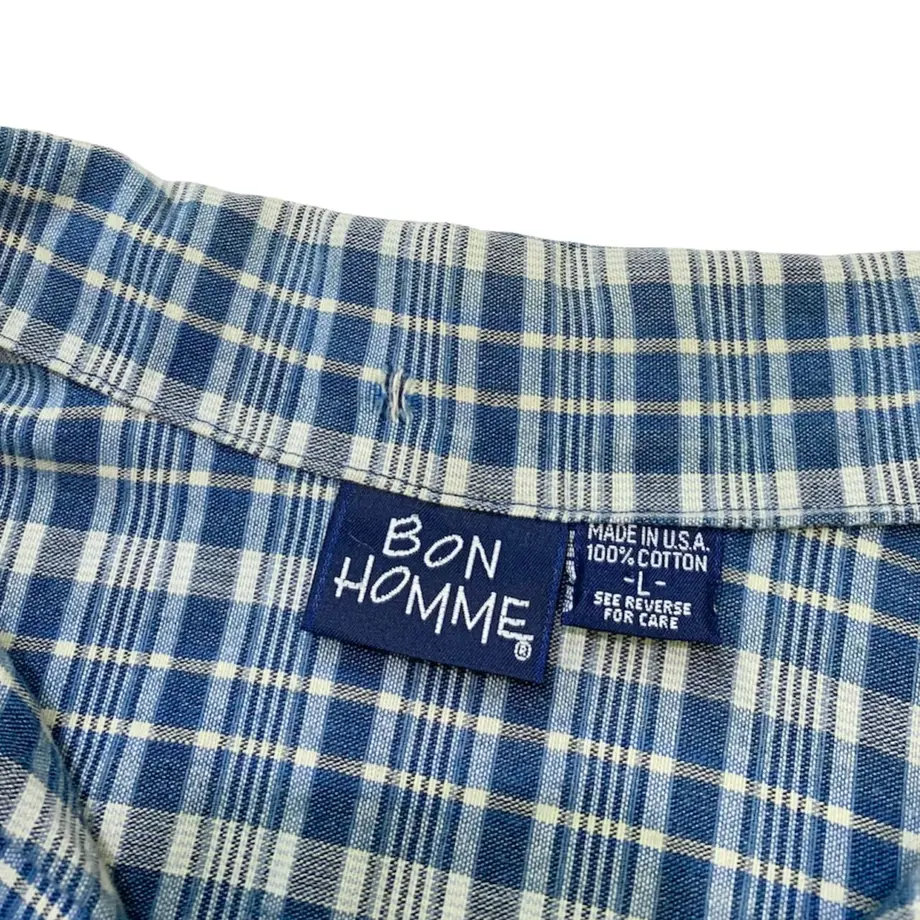 BON
HOMME®
MADE IN U.S.A.
100% COTTON
-L-
SEE REVERSE
FOR CARE